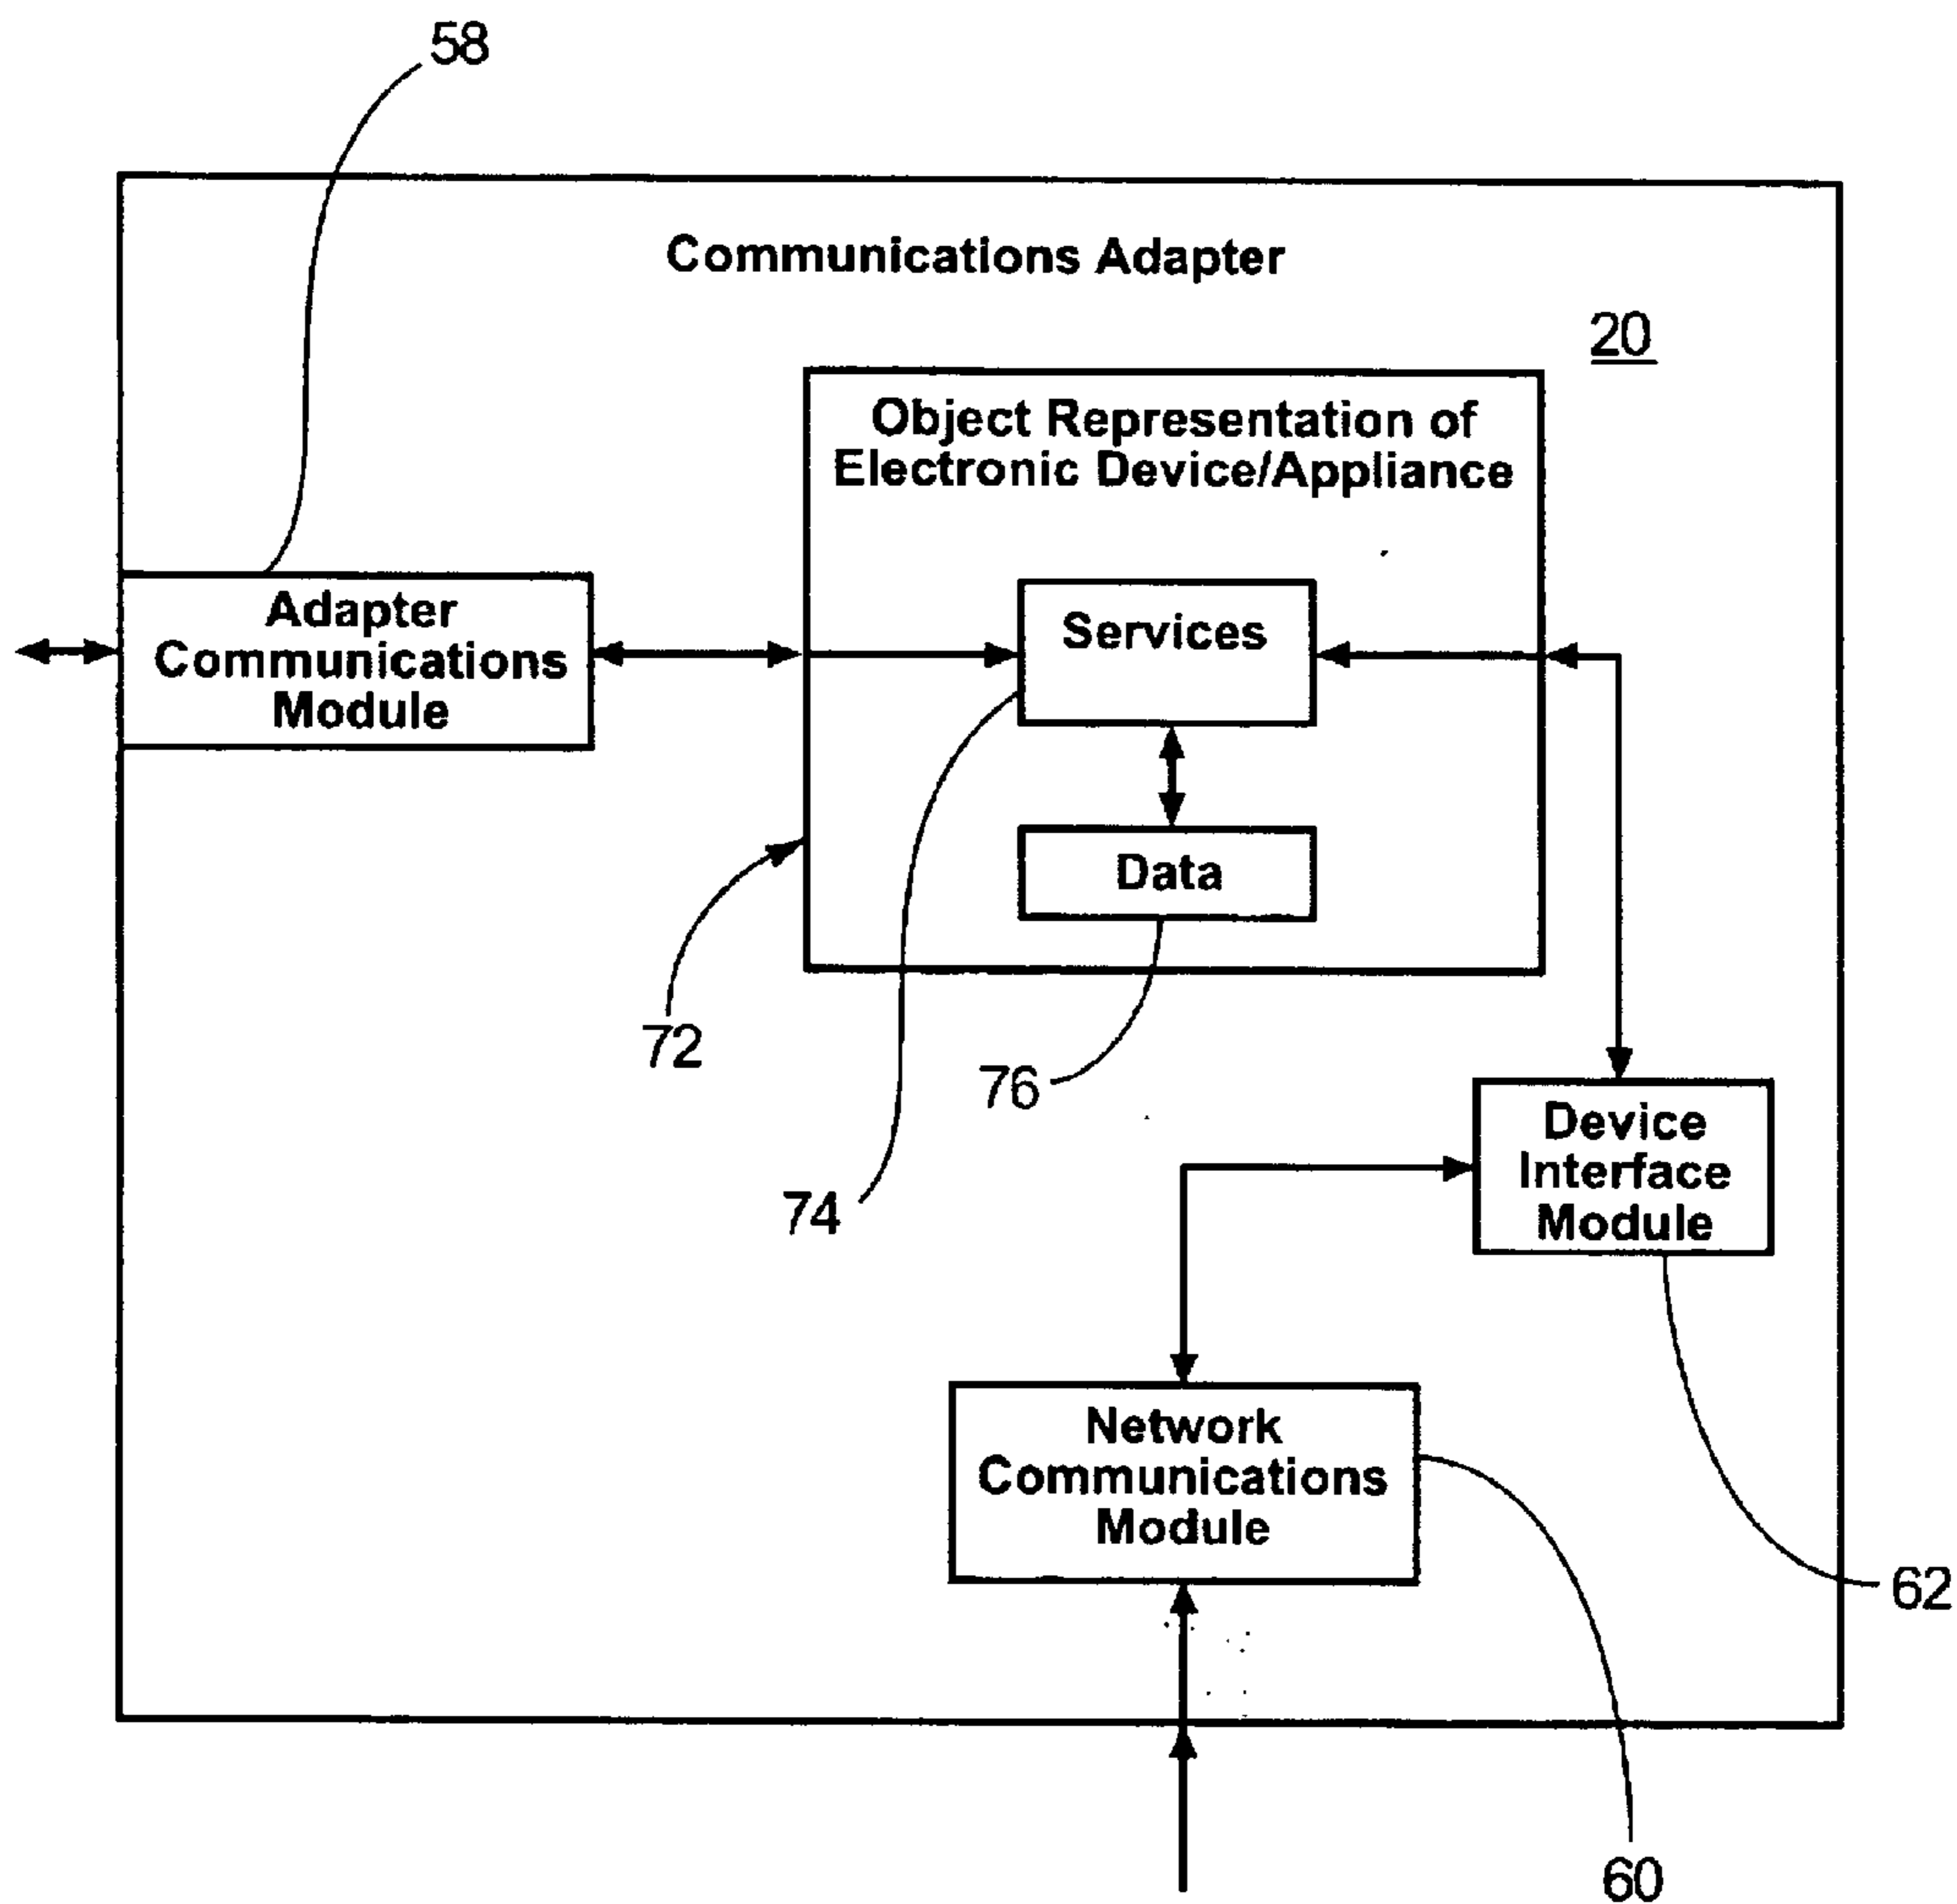 58
Communications Adapter
20
Object Representation of
Electronic Device/Appliance
Adapter
Communications
Module
Services
Data
72
76
74
Device
Interface
Module
Network
Communications
Module
62
60